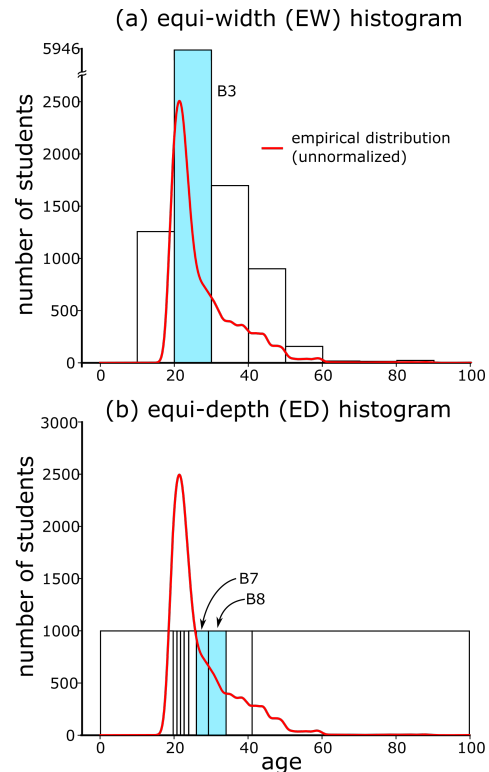 (a) equi-width (EW) histogram
5946
2500
2000
1500
1000
500
0
number of students
B3
empirical distribution
(unnormalized)
0 20 40 60 80 100
(b) equi-depth (ED) histogram
3000
2500
2000
1500
1000
500
0
number of students
B7
B8
0 20 40 60 80 100
age